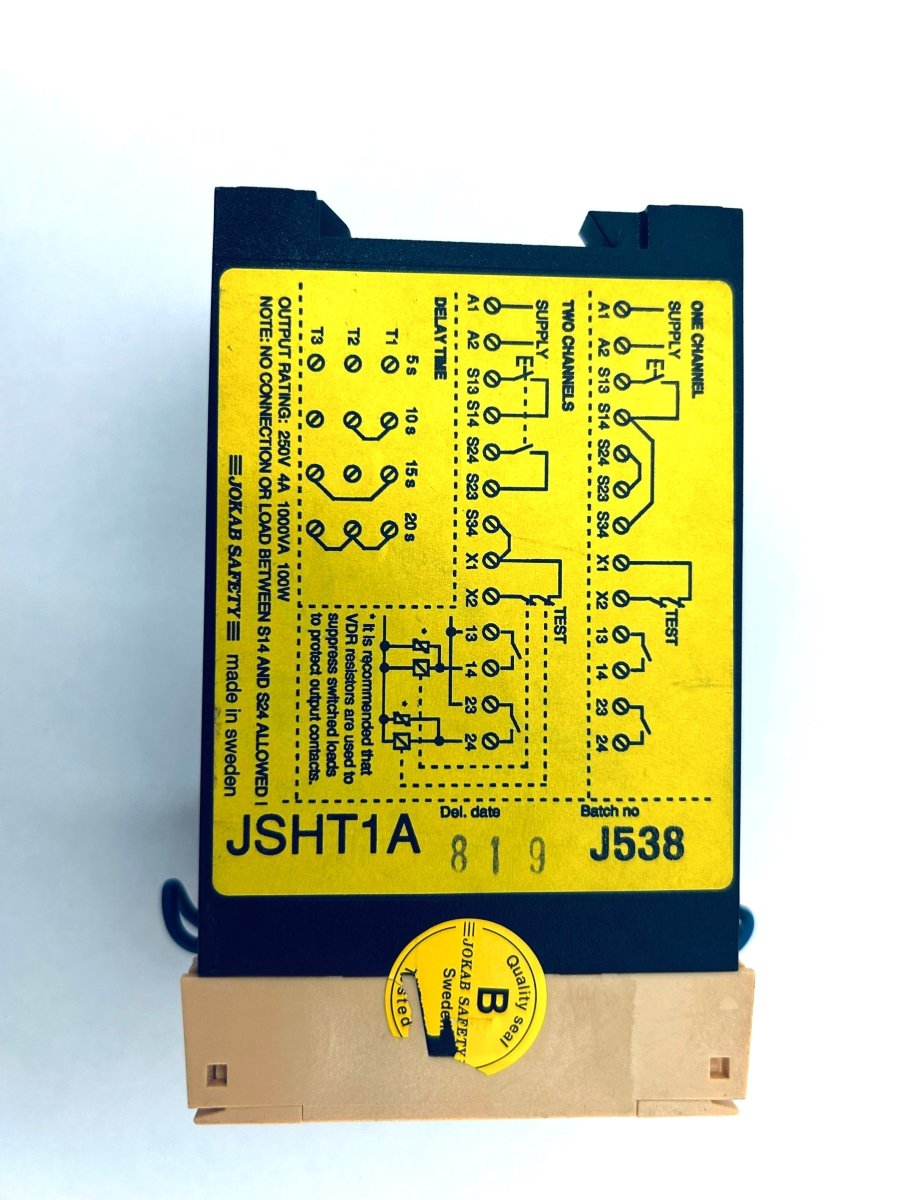 ONE CHANNEL
SUPPLY TEST
A1 A2 S13 S14 S24 S23 S34 X1 X2 13 14 23 24
TWO CHANNELS
SUPPLY TEST
A1 A2 S13 S14 S24 S23 S34 X1 X2 13 14 23 24
DELAY TIME
5 s 10 s 15 s 20 s
T1
T2
T3
* It is recommended that
VDR resistors are used to
suppress switched loads
to protect output contacts.
* *
OUTPUT RATING: 250V 4A 1000VA 100W
NOTE: NO CONNECTION OR LOAD BETWEEN S14 AND S24 ALLOWED !
JOKAB SAFETY made in sweden
Del. date
Batch no
JSHT1A
819
J538
Quality seal
B
JOKAB SAFETY
Sweden